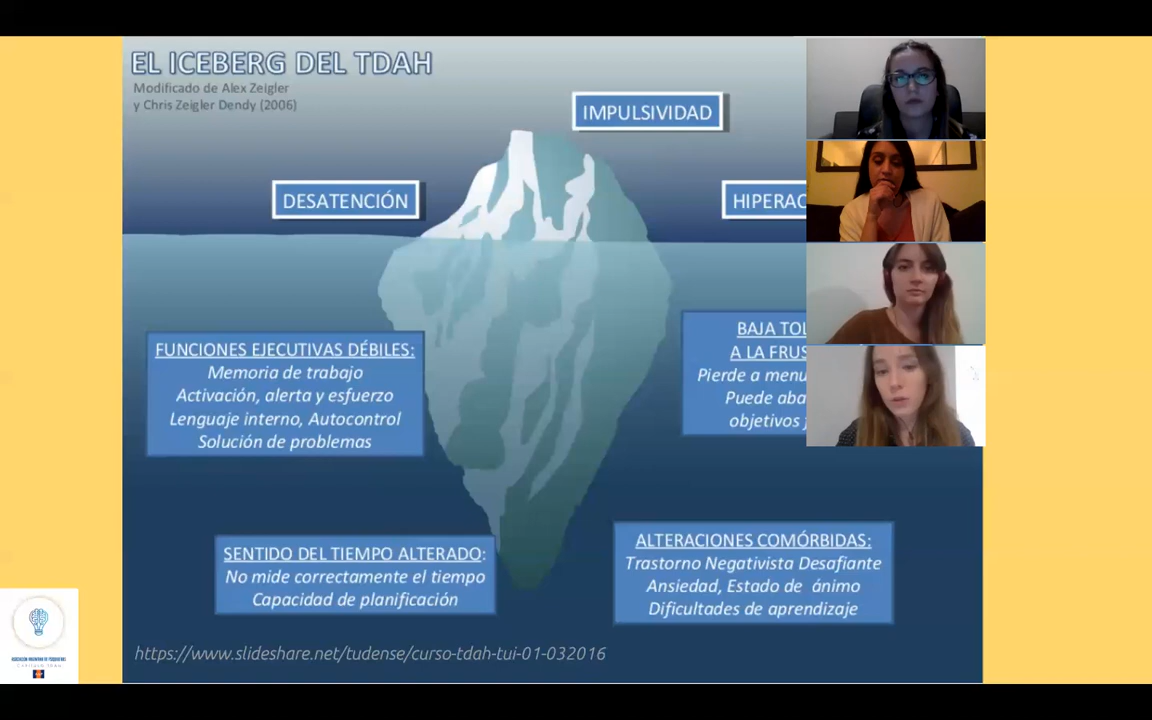 EL ICEBERG DEL TDAH
Modificado de Alex Zeigler
y Chris Zeigler Dendy (2006)
IMPULSIVIDAD
DESATENCIÓN
HIPERAC
FUNCIONES EJECUTIVAS DÉBILES:
Memoria de trabajo
Activación, alerta y esfuerzo
Lenguaje interno, Autocontrol
Solución de problemas
BAJA TOL
A LA FRUS
Pierde a menu
Puede aba
objetivos
SENTIDO DEL TIEMPO ALTERADO:
No mide correctamente el tiempo
Capacidad de planificación
ALTERACIONES COMÓRBIDAS:
Trastorno Negativista Desafiante
Ansiedad, Estado de ánimo
Dificultades de aprendizaje
https://www.slideshare.net/tudense/curso-tdah-tui-01-032016